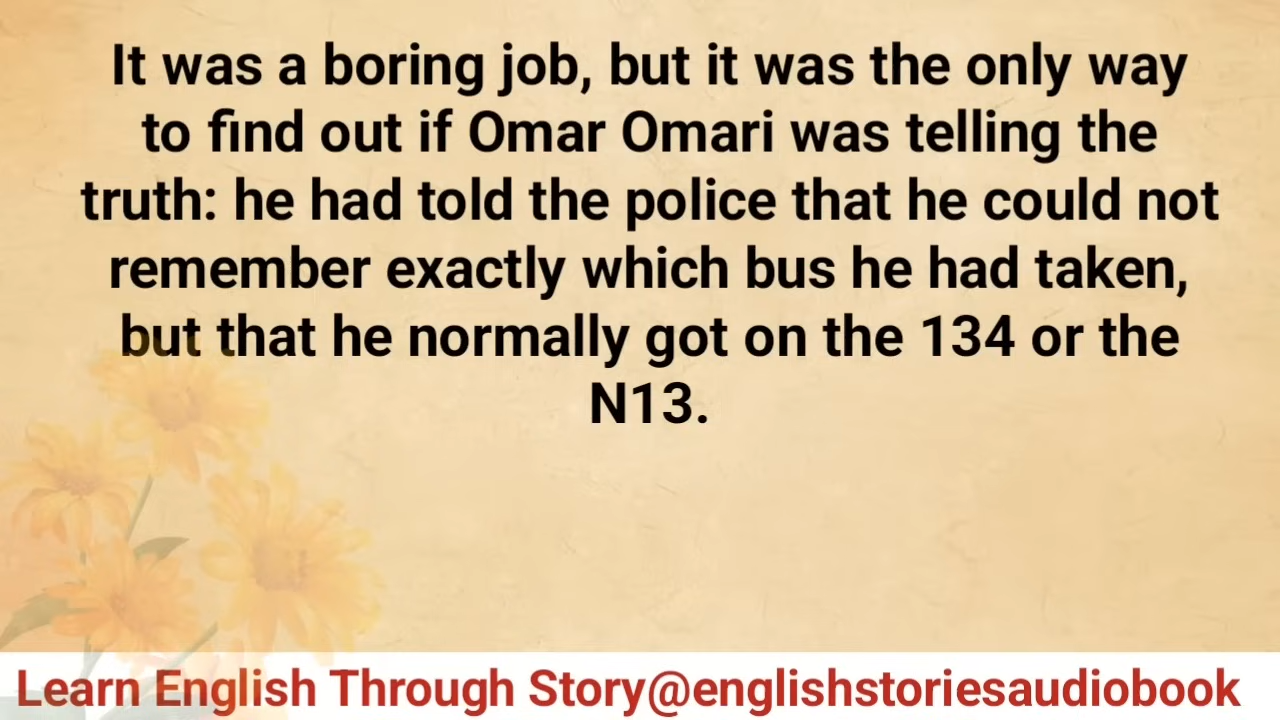 It was a boring job, but it was the only way
to find out if Omar Omari was telling the
truth: he had told the police that he could not
remember exactly which bus he had taken,
but that he normally got on the 134 or the
N13.
Learn English Through Story@englishstoriesaudiobook